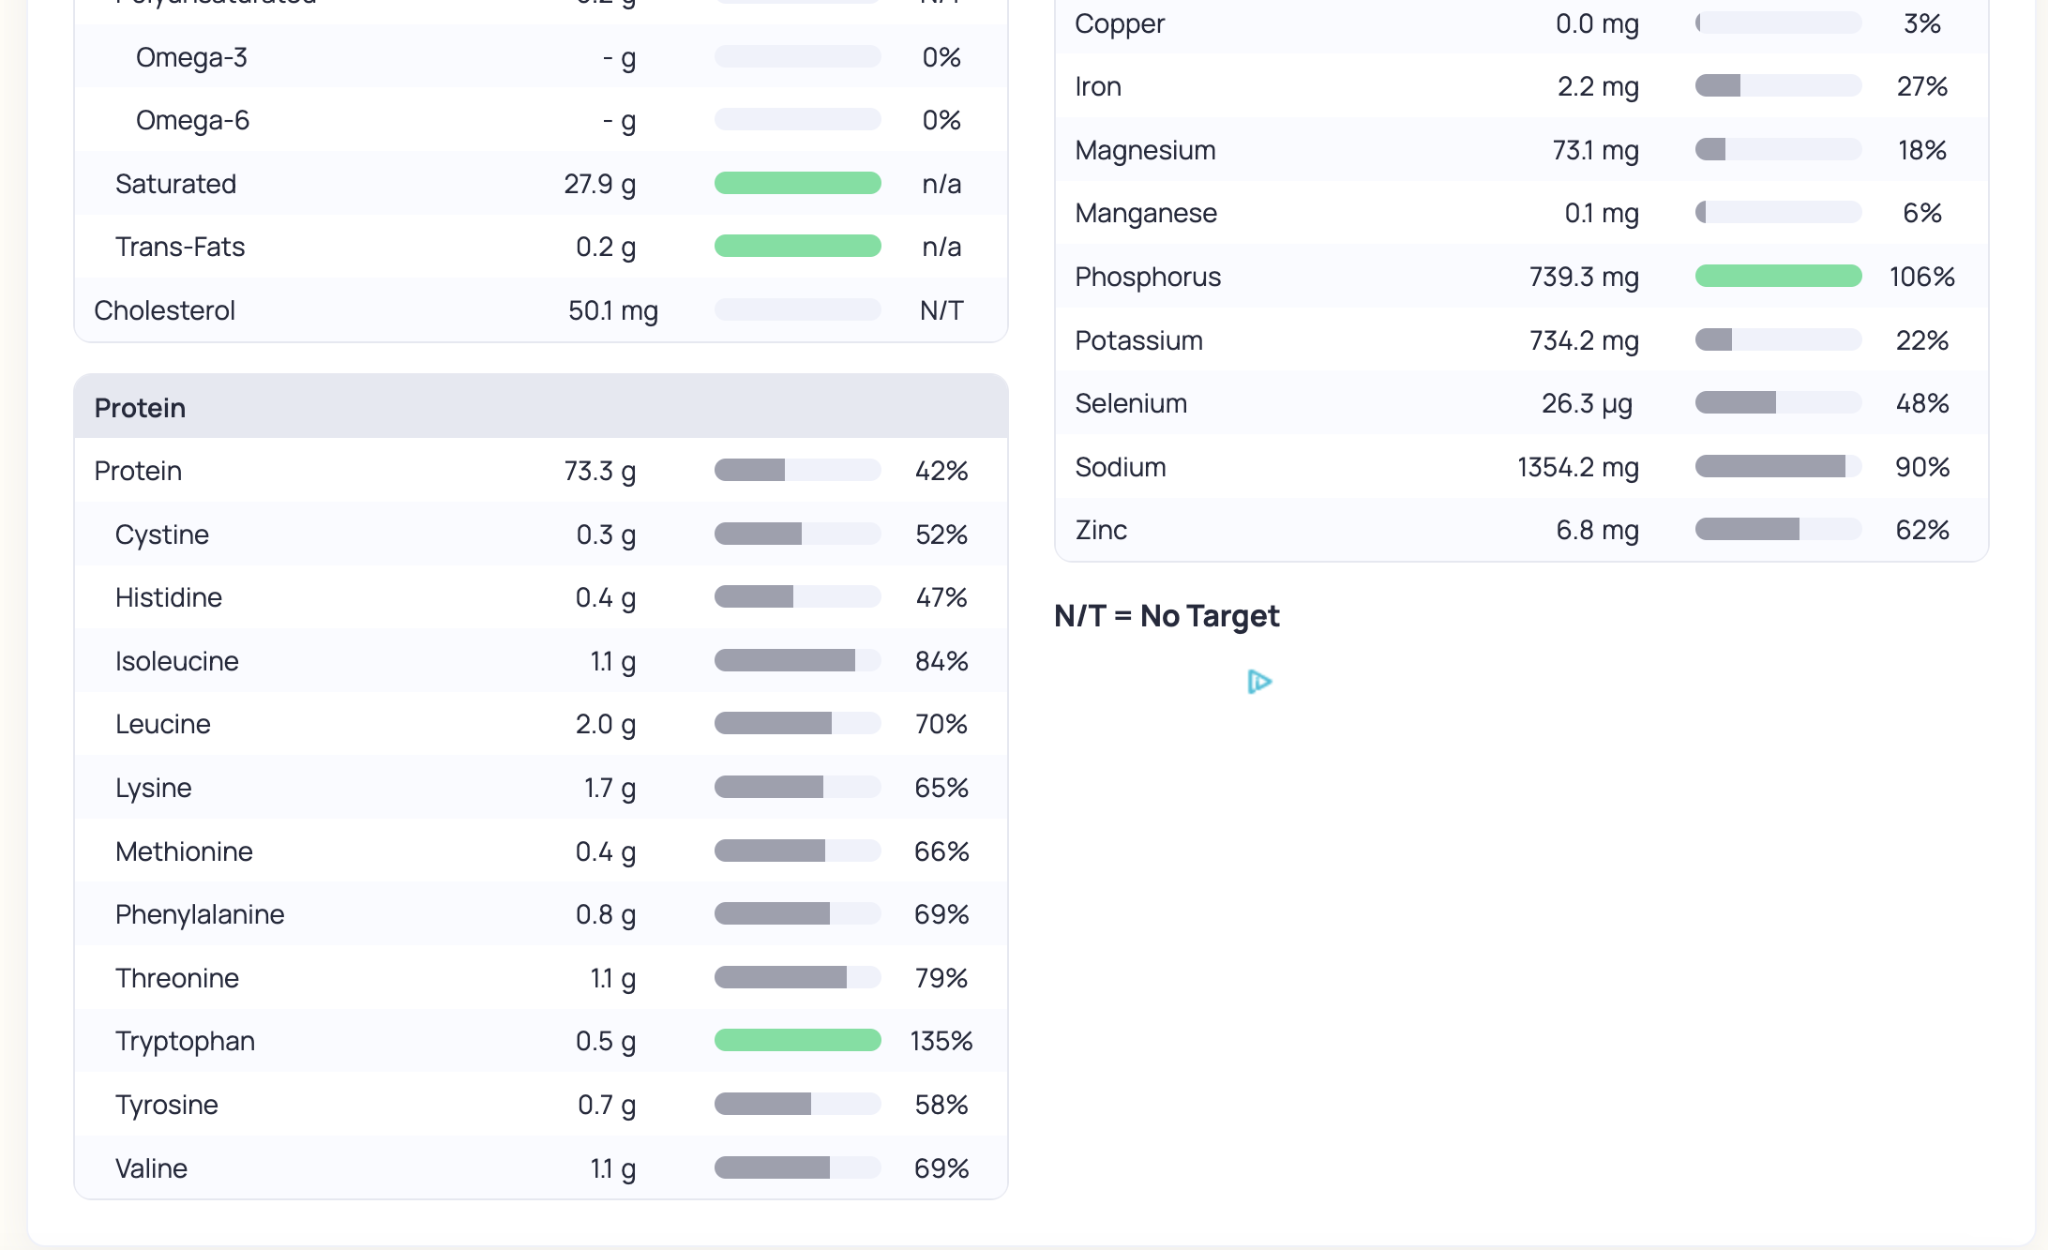 Polyunsaturated 0.2 g N/T
Omega-3 - g 0%
Omega-6 - g 0%
Saturated 27.9 g n/a
Trans-Fats 0.2 g n/a
Cholesterol 50.1 mg N/T
Protein
Protein 73.3 g 42%
Cystine 0.3 g 52%
Histidine 0.4 g 47%
Isoleucine 1.1 g 84%
Leucine 2.0 g 70%
Lysine 1.7 g 65%
Methionine 0.4 g 66%
Phenylalanine 0.8 g 69%
Threonine 1.1 g 79%
Tryptophan 0.5 g 135%
Tyrosine 0.7 g 58%
Valine 1.1 g 69%
Copper 0.0 mg 3%
Iron 2.2 mg 27%
Magnesium 73.1 mg 18%
Manganese 0.1 mg 6%
Phosphorus 739.3 mg 106%
Potassium 734.2 mg 22%
Selenium 26.3 µg 48%
Sodium 1354.2 mg 90%
Zinc 6.8 mg 62%
N/T = No Target